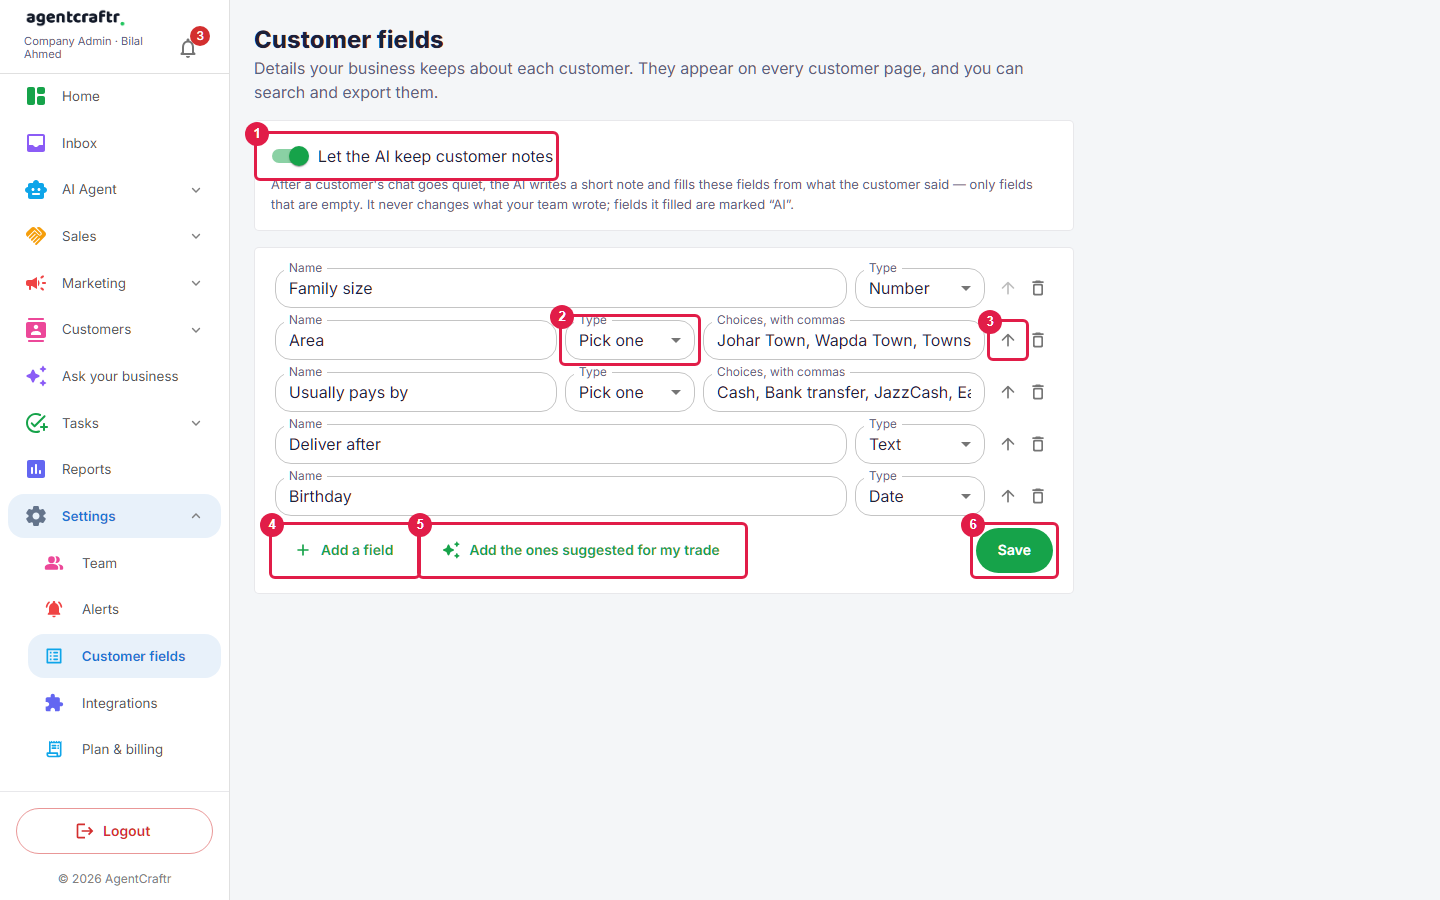 agentcraftr.
Company Admin · Bilal
Ahmed
3
Home
Inbox
AI Agent
Sales
Marketing
Customers
Ask your business
Tasks
Reports
Settings
Team
Alerts
Customer fields
Integrations
Plan & billing
Logout
© 2026 AgentCraftr
Customer fields
Details your business keeps about each customer. They appear on every customer page, and you can
search and export them.
1
Let the AI keep customer notes
After a customer's chat goes quiet, the AI writes a short note and fills these fields from what the customer said — only fields
that are empty. It never changes what your team wrote; fields it filled are marked “AI”.
Name Type
Family size Number
2 3
Name Type Choices, with commas
Area Pick one Johar Town, Wapda Town, Towns
Name Type Choices, with commas
Usually pays by Pick one Cash, Bank transfer, JazzCash, Ea
Name Type
Deliver after Text
Name Type
Birthday Date
4 5 6
Add a field Add the ones suggested for my trade Save